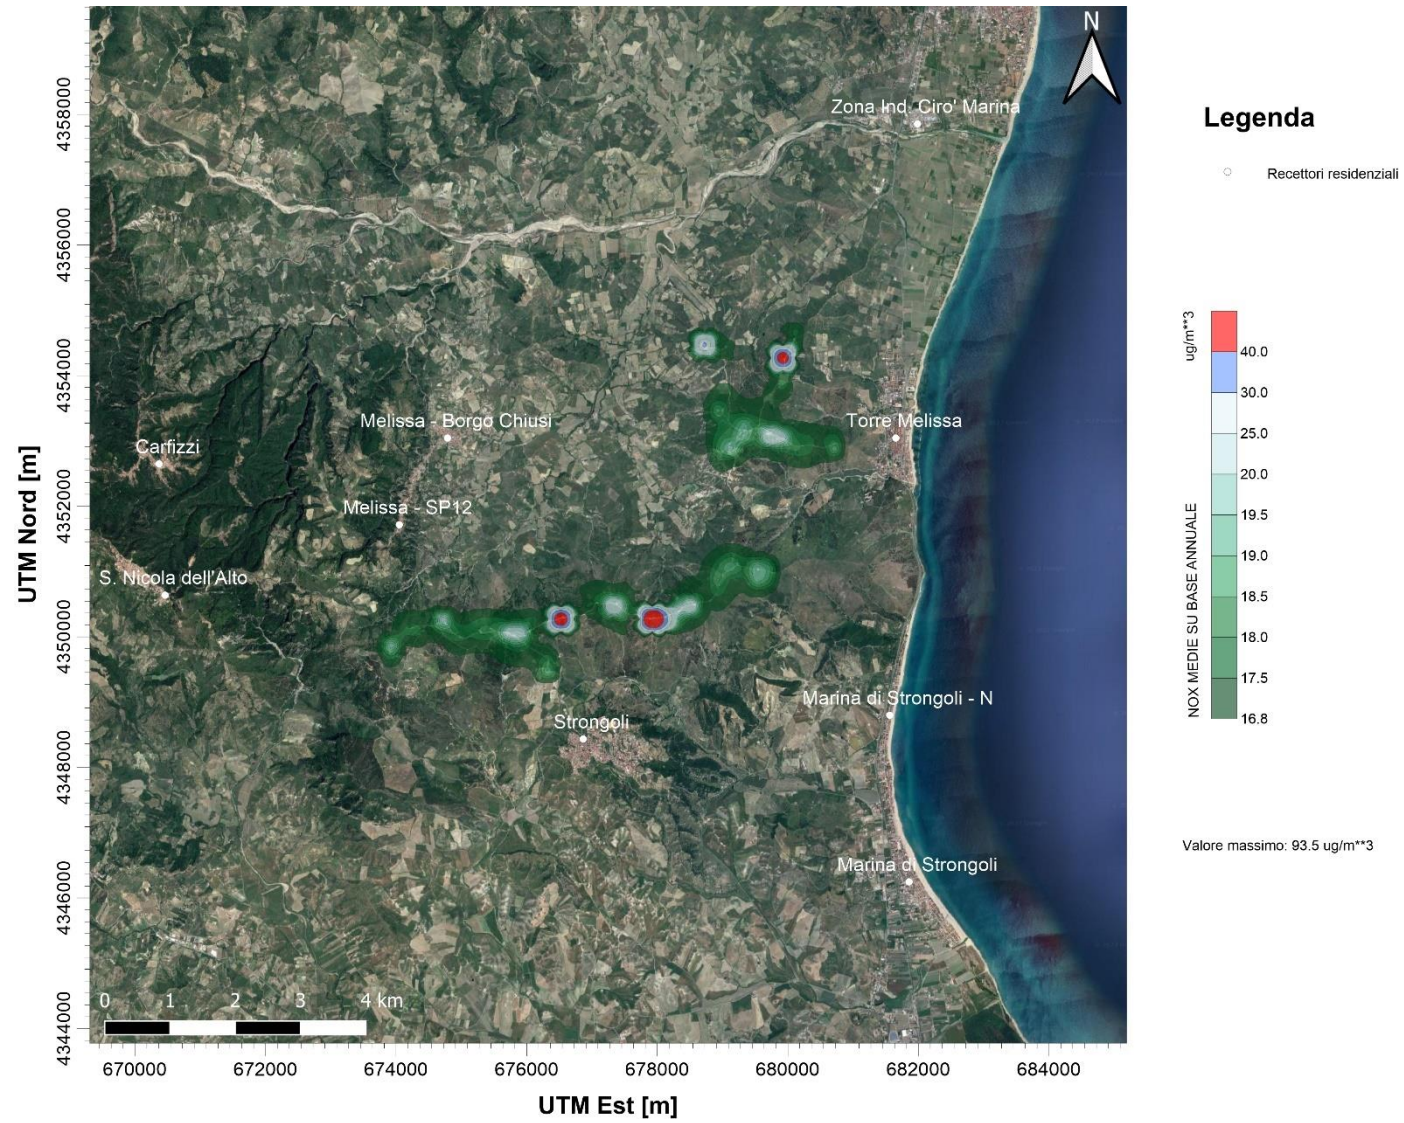 N
Zona Ind. Ciro' Marina
Torre Melissa
Melissa - Borgo Chiusi
Carfizzi
Melissa - SP12
S. Nicola dell'Alto
Marina di Strongoli - N
Strongoli
Marina di Strongoli
0 1 2 3 4 km
4358000
4356000
4354000
4352000
4350000
4348000
4346000
4344000
UTM Nord [m]
670000 672000 674000 676000 678000 680000 682000 684000
UTM Est [m]
Legenda
Recettori residenziali
ug/m**3
40.0
30.0
25.0
20.0
19.5
19.0
18.5
18.0
17.5
16.8
NOX MEDIE SU BASE ANNUALE
Valore massimo: 93.5 ug/m**3